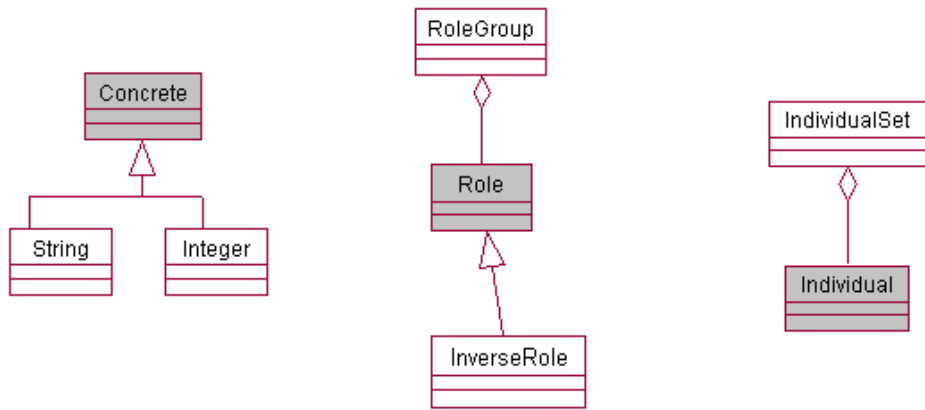 RoleGroup
Concrete
IndividualSet
Role
String
Integer
Individual
InverseRole